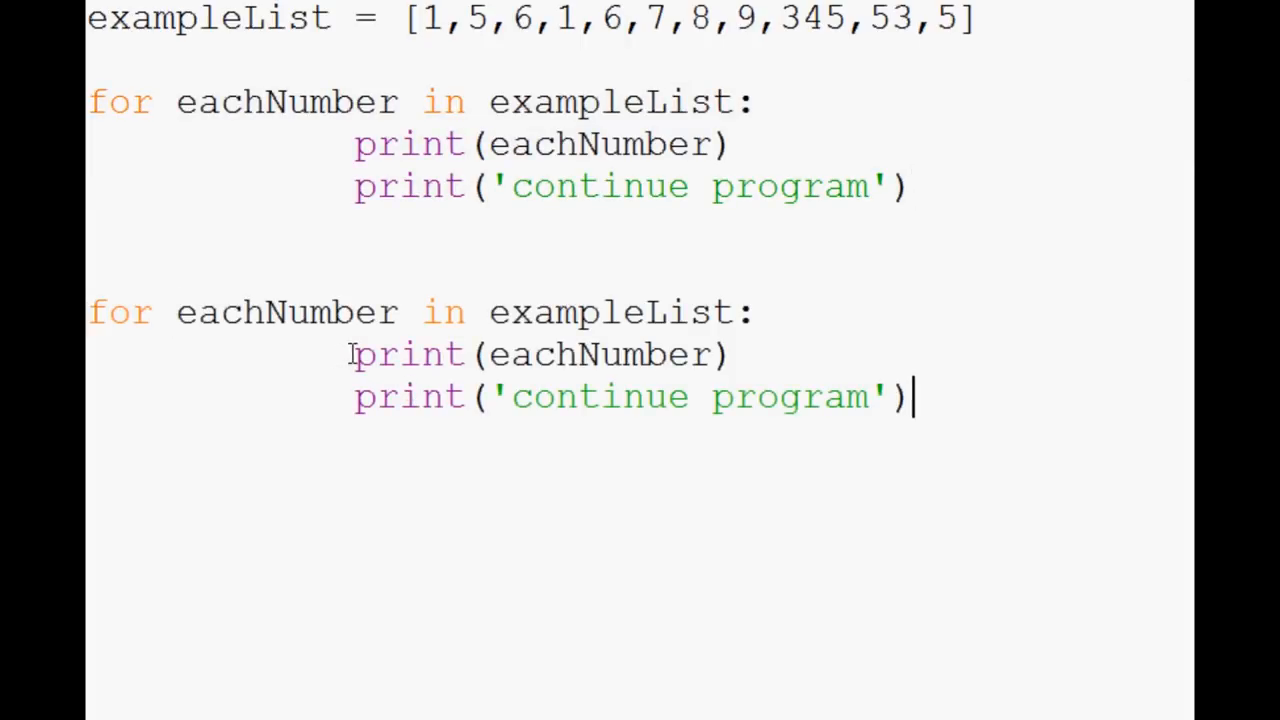 exampleList = [1,5,6,1,6,7,8,9,345,53,5]
for eachNumber in exampleList:
print(eachNumber)
print('continue program')
for eachNumber in exampleList:
print(eachNumber)
print('continue program')